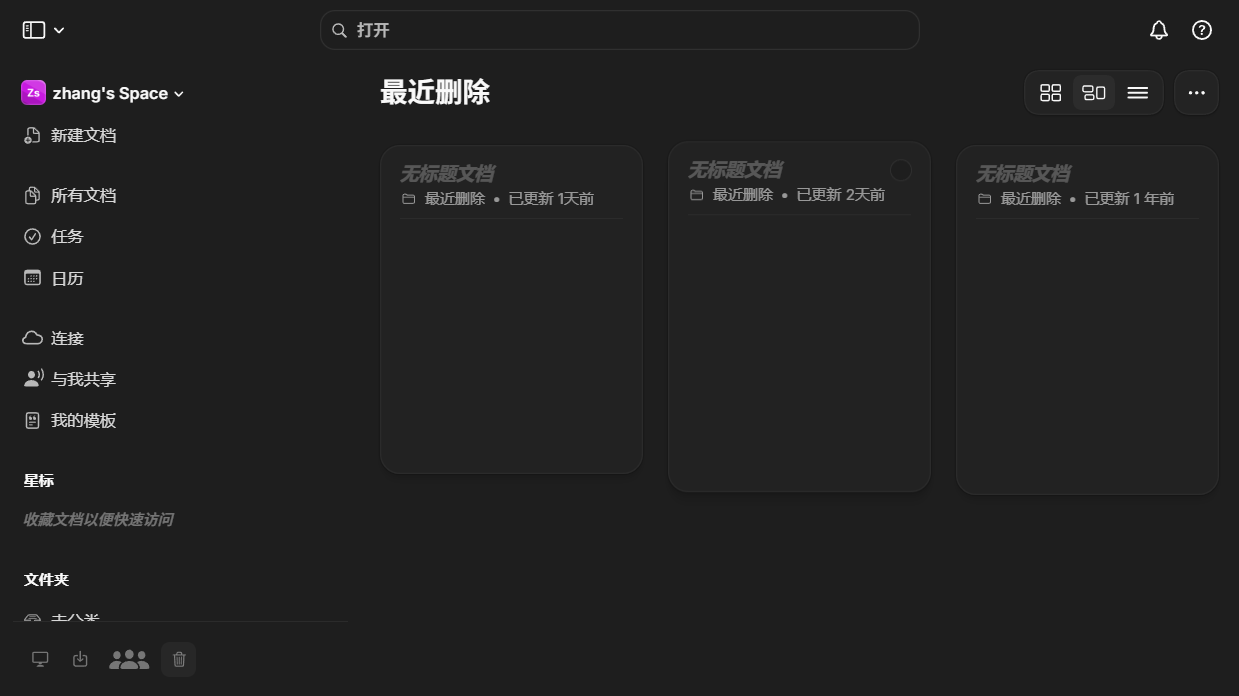 打开
Zs zhang's Space
新建文档
所有文档
任务
日历
连接
与我共享
我的模板
星标
收藏文档以便快速访问
文件夹
未分类
最近删除
无标题文档
最近删除 • 已更新 1天前
无标题文档
最近删除 • 已更新 2天前
无标题文档
最近删除 • 已更新 1 年前